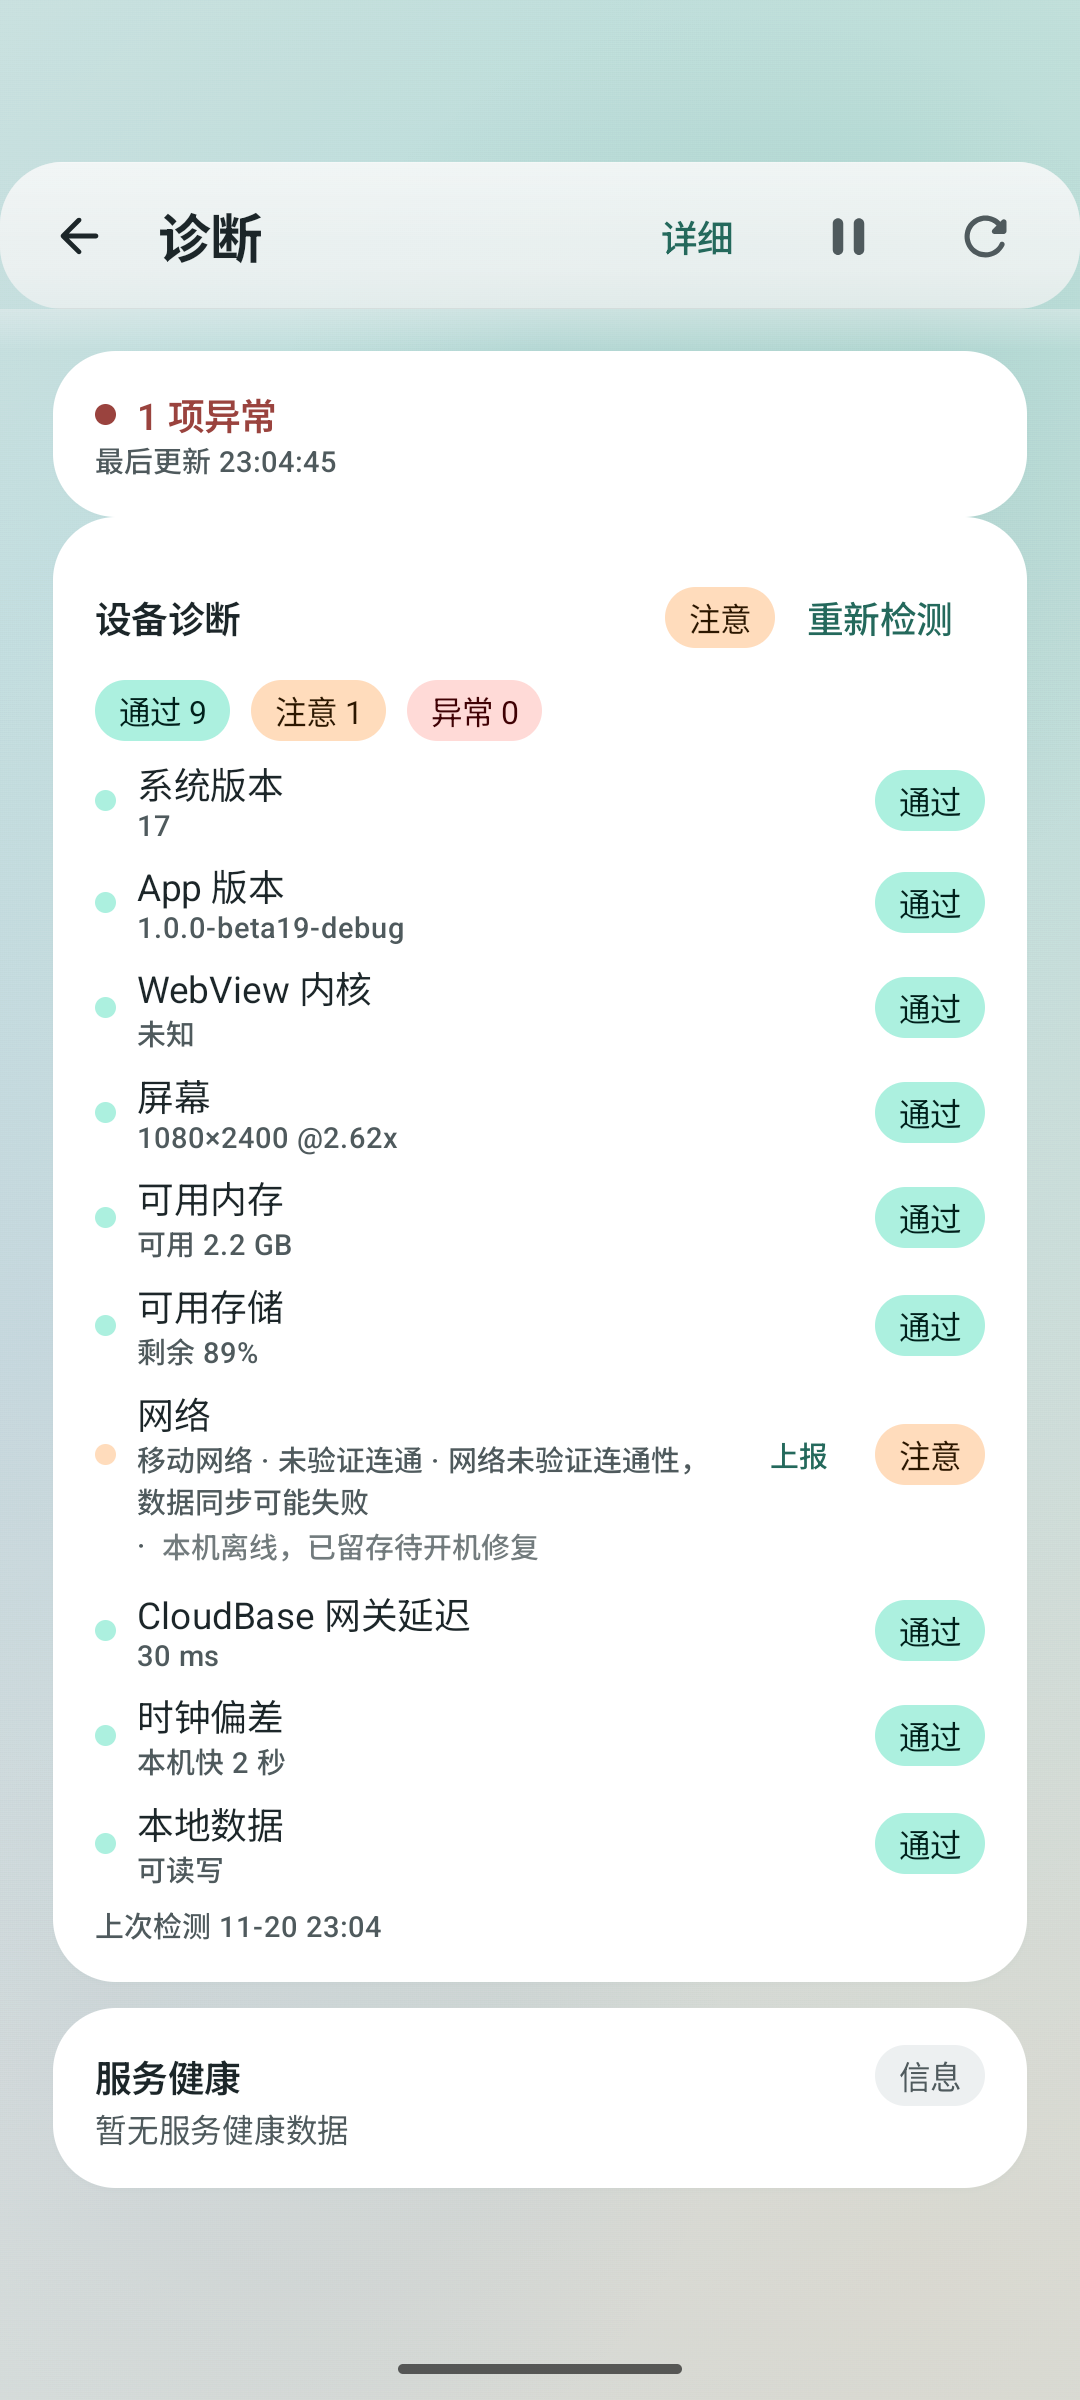 诊断
详细
1 项异常
最后更新 23:04:45
设备诊断
注意
重新检测
通过 9
注意 1
异常 0
系统版本
17
通过
App 版本
1.0.0-beta19-debug
通过
WebView 内核
未知
通过
屏幕
1080×2400 @2.62x
通过
可用内存
可用 2.2 GB
通过
可用存储
剩余 89%
通过
网络
移动网络 · 未验证连通 · 网络未验证连通性，
数据同步可能失败
· 本机离线，已留存待开机修复
上报
注意
CloudBase 网关延迟
30 ms
通过
时钟偏差
本机快 2 秒
通过
本地数据
可读写
通过
上次检测 11-20 23:04
服务健康
信息
暂无服务健康数据